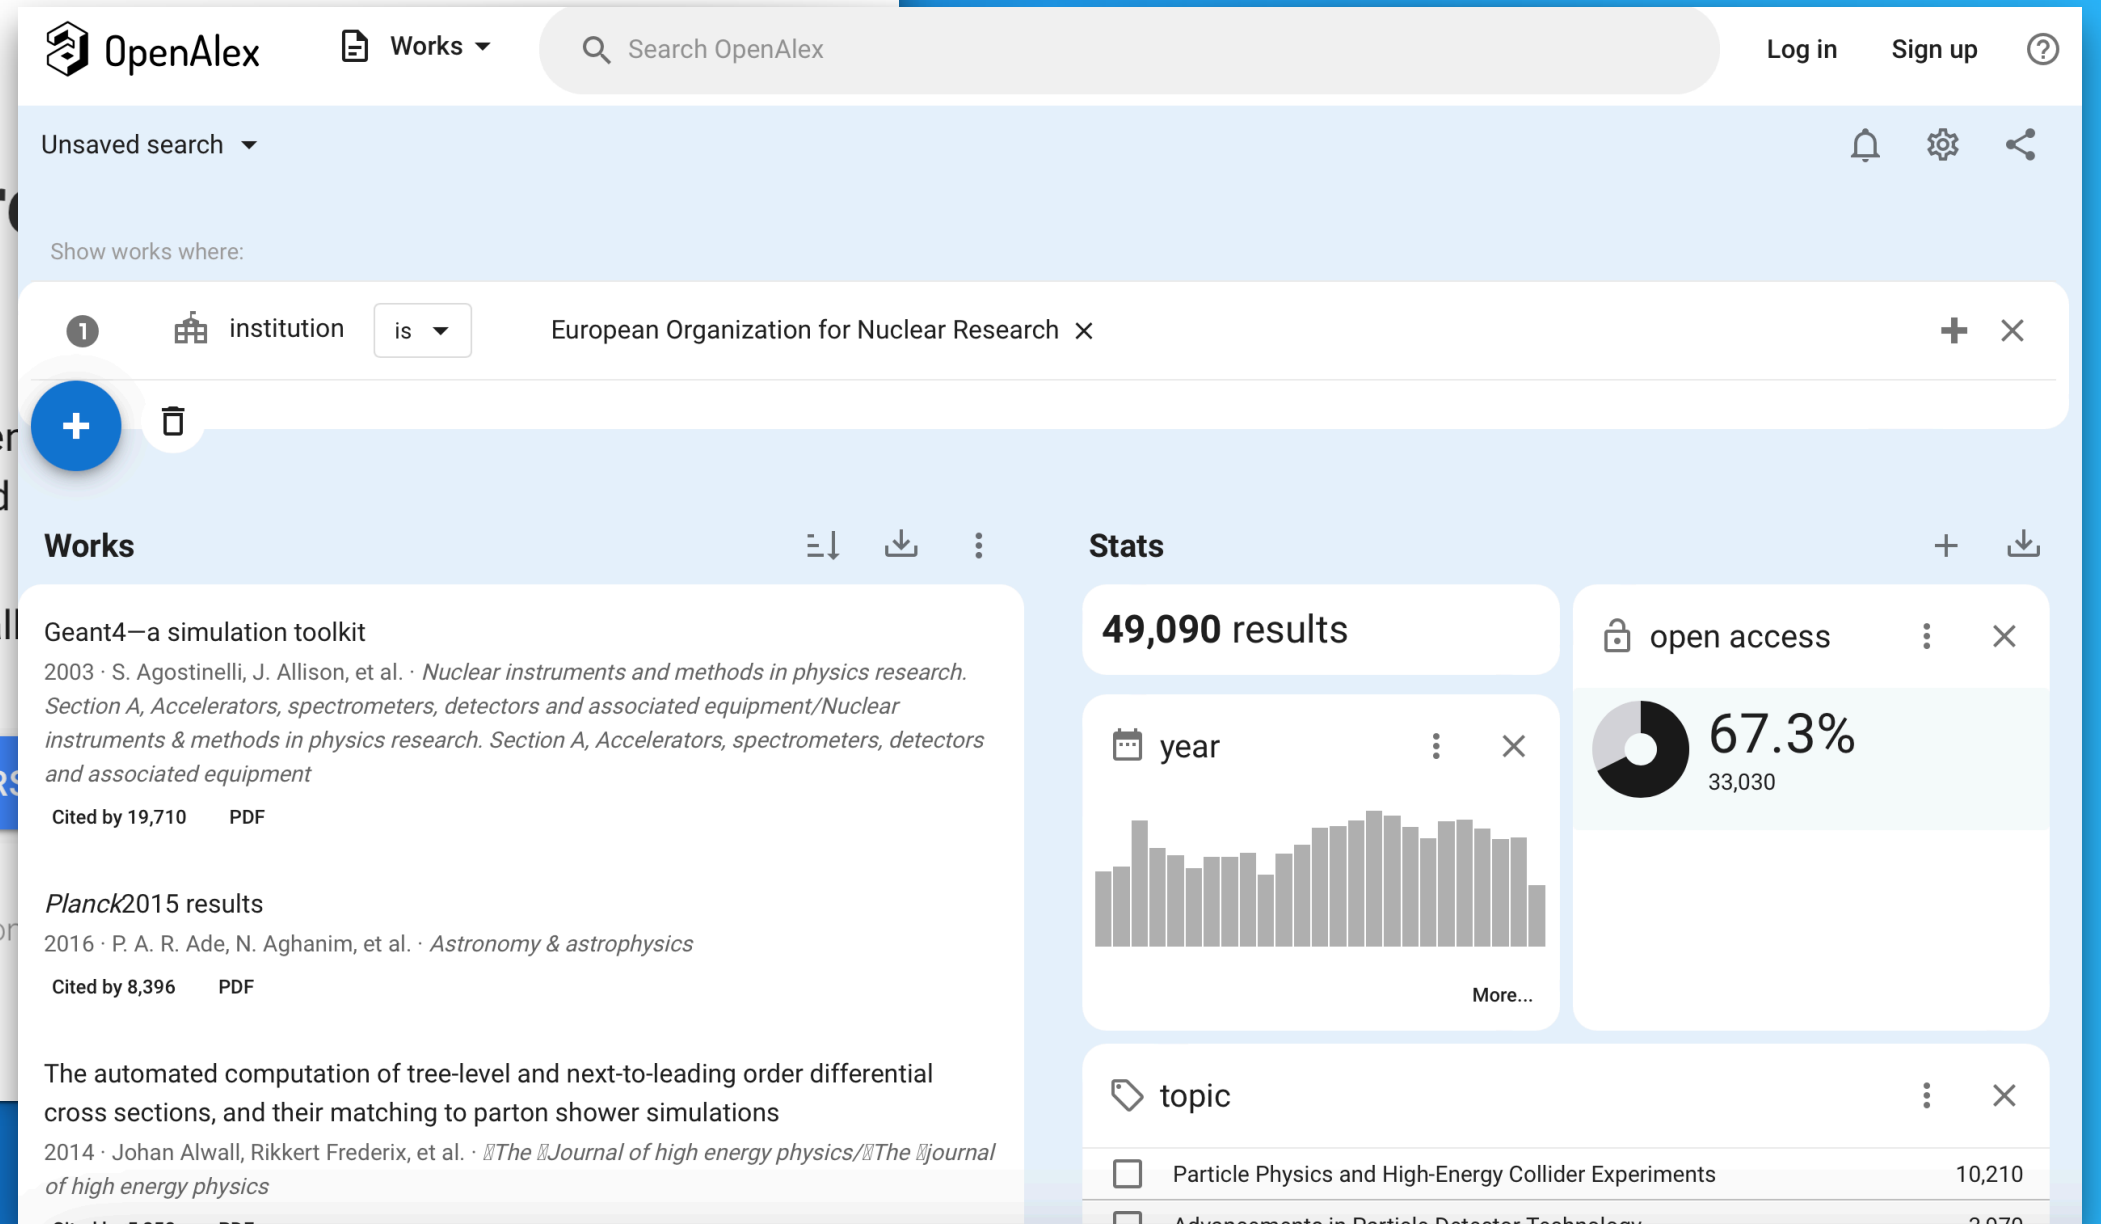 OpenAlex
Works
Search OpenAlex
Log in
Sign up
Unsaved search
Show works where:
1
institution
is
European Organization for Nuclear Research
Works
Stats
Geant4—a simulation toolkit
2003 · S. Agostinelli, J. Allison, et al. · Nuclear instruments and methods in physics research.
Section A, Accelerators, spectrometers, detectors and associated equipment/Nuclear
instruments & methods in physics research. Section A, Accelerators, spectrometers, detectors
and associated equipment
Cited by 19,710 PDF
Planck2015 results
2016 · P. A. R. Ade, N. Aghanim, et al. · Astronomy & astrophysics
Cited by 8,396 PDF
The automated computation of tree-level and next-to-leading order differential
cross sections, and their matching to parton shower simulations
2014 · Johan Alwall, Rikkert Frederix, et al. · The Journal of high energy physics/The journal
of high energy physics
49,090 results
year
More...
open access
67.3%
33,030
topic
Particle Physics and High-Energy Collider Experiments 10,210
Advancements in Particle Detector Technology